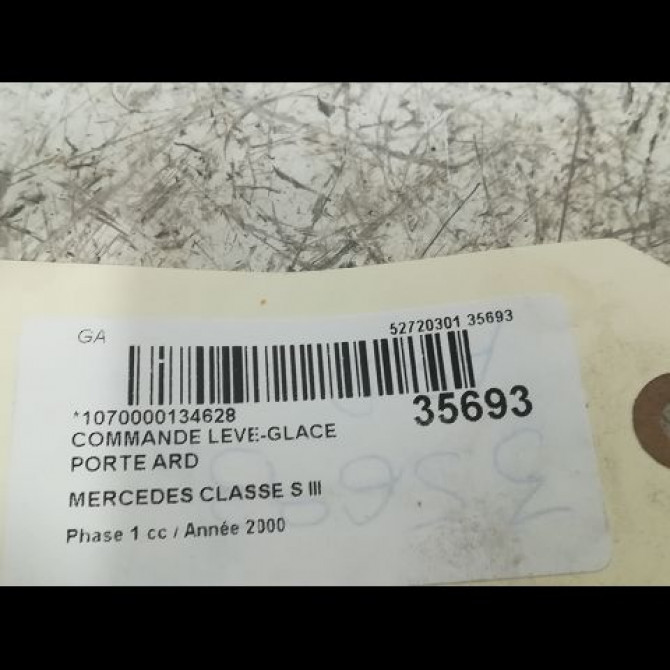 GA
52720301 35693
*1070000134628
35693
COMMANDE LEVE-GLACE
PORTE ARD
MERCEDES CLASSE S III
Phase 1 cc / Année 2000